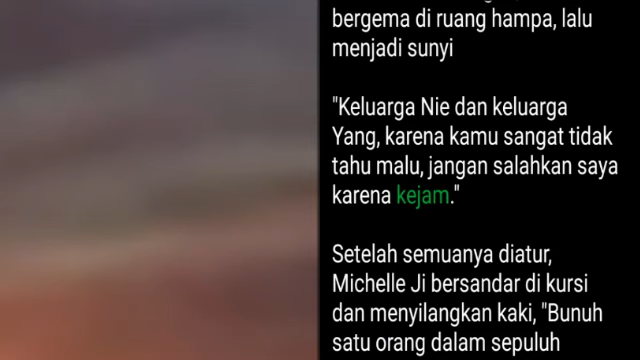 bergema di ruang hampa, lalu
menjadi sunyi
"Keluarga Nie dan keluarga
Yang, karena kamu sangat tidak
tahu malu, jangan salahkan saya
karena kejam."
Setelah semuanya diatur,
Michelle Ji bersandar di kursi
dan menyilangkan kaki, "Bunuh
satu orang dalam sepuluh